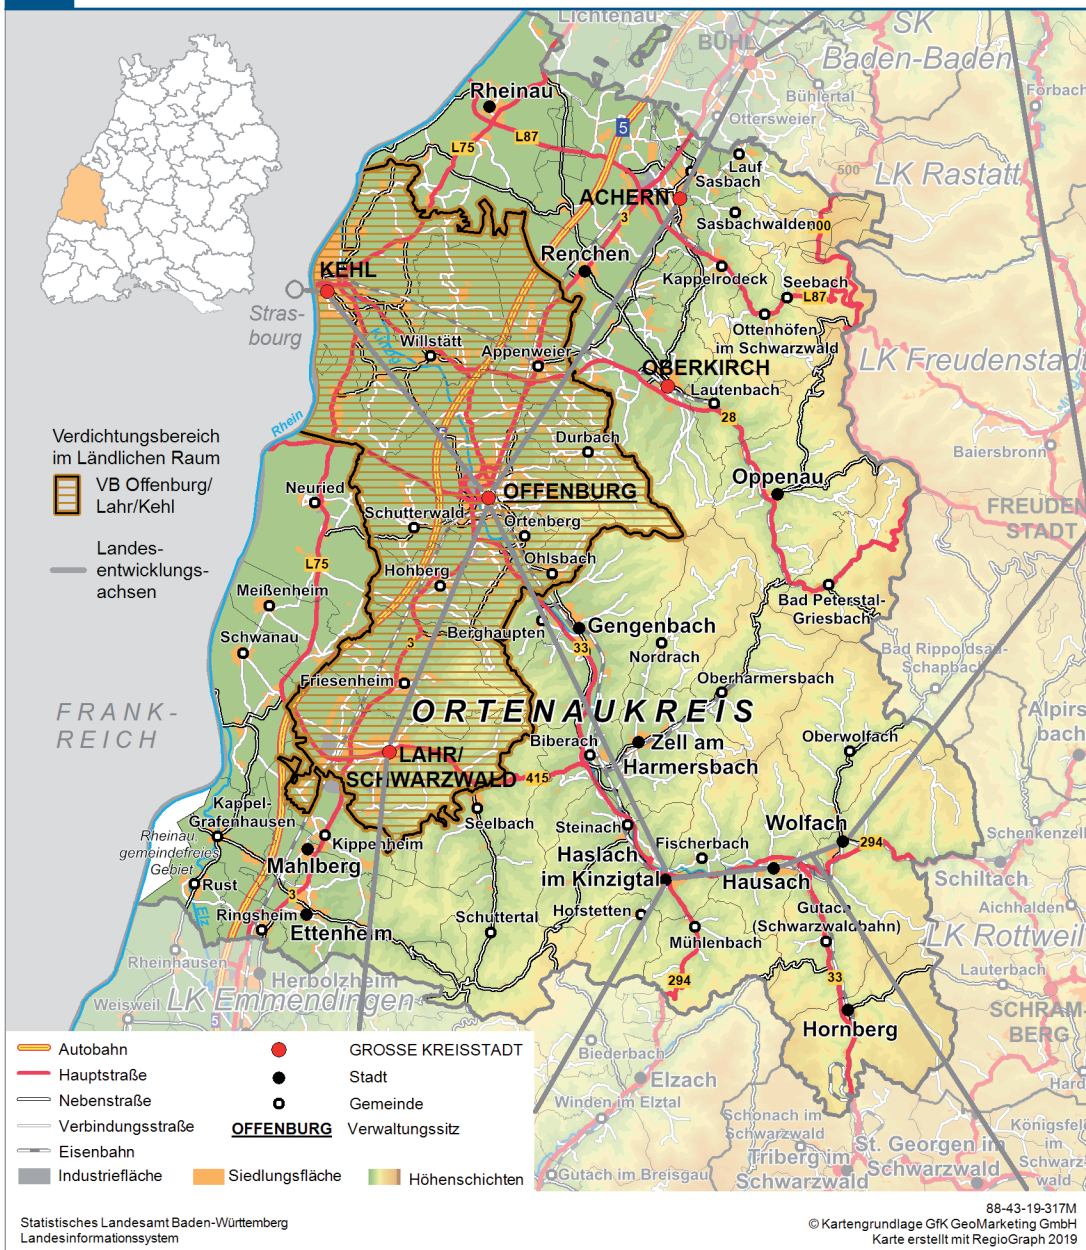 Lichtenau
SK
Baden-Baden
BÜHL
Bühlertal
Forbach
Ottersweier
Rheinau
L75
L87
5
Lauf
Sasbach
500
LK Rastatt
ACHERN
3
Sasbachwalden
Renchen
KEHL
Kappelrodeck
Seebach
L87
Stras-
bourg
Kinzig
Willstätt
Appenweier
Ottenhöfen
im Schwarzwald
LK Freudenstadt
OBERKIRCH
Lautenbach
28
Rhein
Durbach
Baiersbronn
Verdichtungsbereich
im Ländlichen Raum
VB Offenburg/
Lahr/Kehl
Landes-
entwicklungs-
achsen
Neuried
Oppenau
OFFENBURG
Schutterwald
Ortenberg
FREUDEN
STADT
L75
Hohberg
Ohlsbach
Meißenheim
Bad Peterstal-
Griesbach
Schwanau
Berghaupten
Gengenbach
3
33
Nordrach
Bad Rippoldsau-
Schapbach
Friesenheim
Oberharmersbach
FRANK-
REICH
ORTENAUKREIS
Alpirs
bach
LAHR/
SCHWARZWALD
Biberach
Zell am
Harmersbach
Oberwolfach
415
Kappel-
Grafenhausen
Rheinau
gemeindefreies
Gebiet
Kippenheim
Seelbach
Steinach
Fischerbach
Wolfach
294
Schenkenzell
Mahlberg
Haslach
im Kinzigtal
Hausach
Schiltach
Rust
3
Elz
Ringsheim
Ettenheim
Schuttertal
Hofstetten
Gutach
(Schwarzwaldbahn)
Aichhalden
Mühlenbach
LK Rottweil
Rheinhausen
Herbolzheim
294
33
Lauterbach
Weisweil
LK Emmendingen
5
Hornberg
SCHRAM-
BERG
Biederbach
Elzach
Winden im Elztal
Hard
Schonach im
Schwarzwald
Triberg im
Schwarzwald
St. Georgen in
Schwarzwald
Königsfel
im
Schwarz-
wald
Gutach im Breisgau
Autobahn
Hauptstraße
Nebenstraße
Verbindungsstraße
Eisenbahn
Industriefläche
Siedlungsfläche
Höhenschichten
GROSSE KREISSTADT
Stadt
Gemeinde
OFFENBURG Verwaltungssitz
Statistisches Landesamt Baden-Württemberg
Landesinformationssystem
88-43-19-317M
© Kartengrundlage GfK GeoMarketing GmbH
Karte erstellt mit RegioGraph 2019